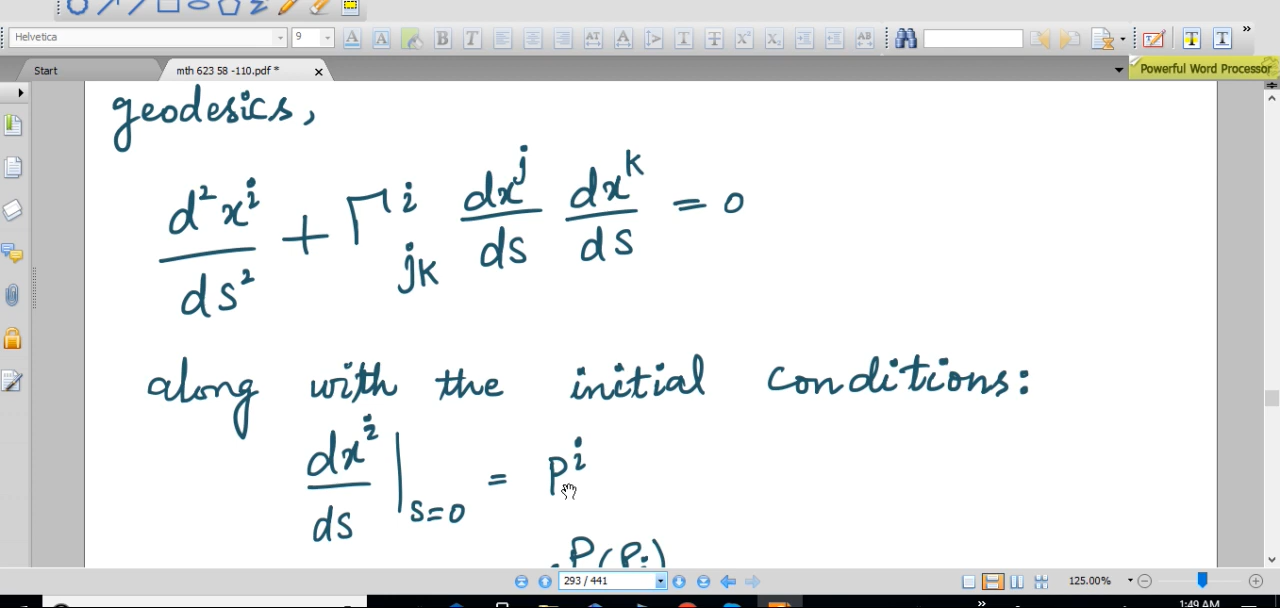 Helvetica 9
Start mth 623 58 -110.pdf * Powerful Word Processor
geodesics,
d²xⁱ/ds² + Γⁱjk dxʲ/ds dxᵏ/ds = 0
along with the initial conditions:
dxⁱ/ds |s=0 = pⁱ
293 / 441 125.00%
1:49 AM